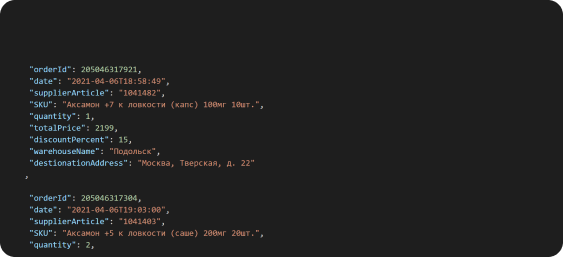 "orderId": 205046317921,
"date": "2021-04-06T18:58:49",
"supplierArticle": "1041482",
"SKU": "Аксамон +7 к ловкости (капс) 100мг 10шт.",
"quantity": 1,
"totalPrice": 2199,
"discountPercent": 15,
"warehouseName": "Подольск",
"destionationAddress": "Москва, Тверская, д. 22"
,
"orderId": 205046317304,
"date": "2021-04-06T19:03:00",
"supplierArticle": "1041403",
"SKU": "Аксамон +5 к ловкости (саше) 200мг 20шт.",
"quantity": 2,